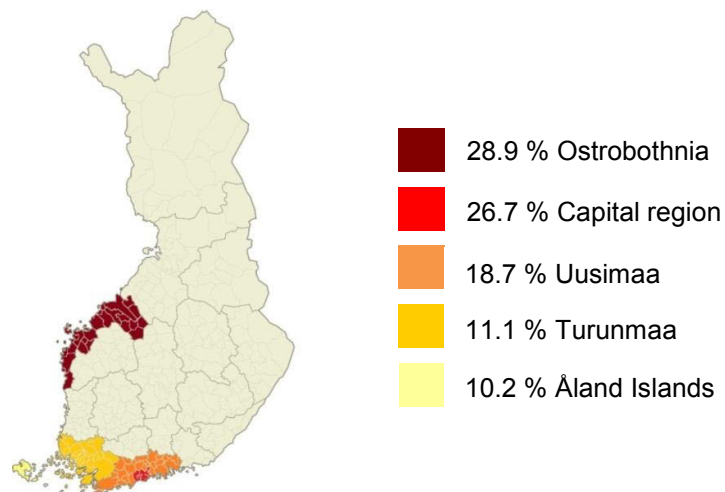 28.9 % Ostrobothnia
26.7 % Capital region
18.7 % Uusimaa
11.1 % Turunmaa
10.2 % Åland Islands